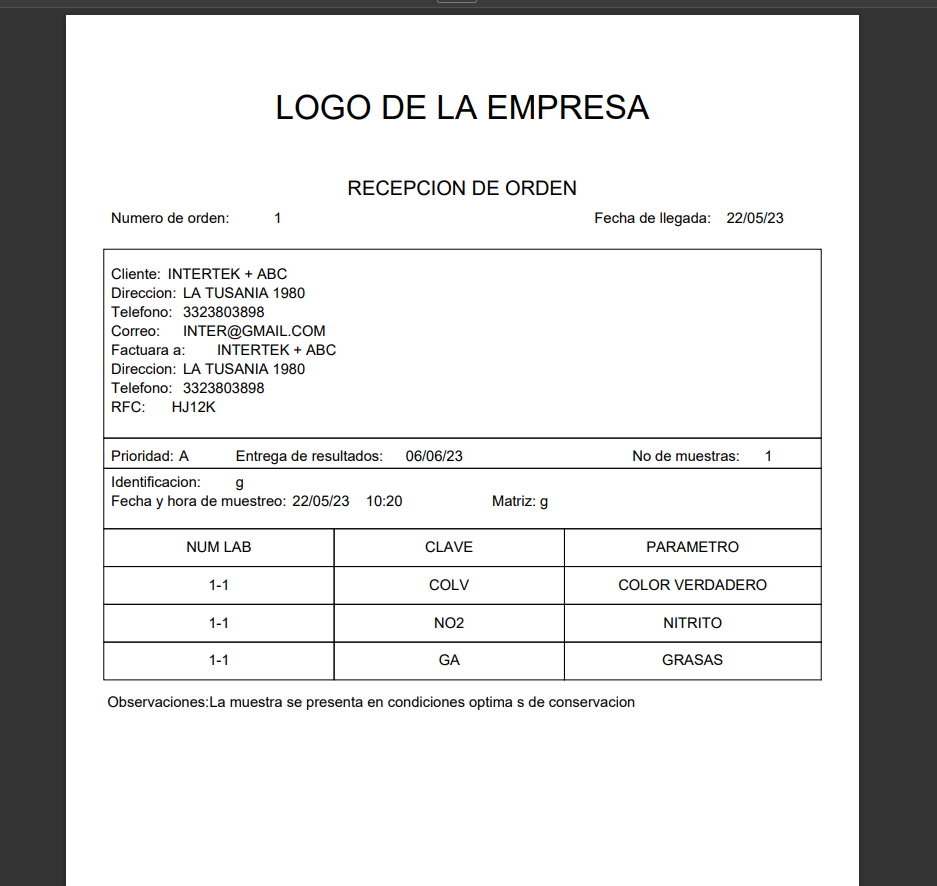 LOGO DE LA EMPRESA
RECEPCION DE ORDEN
Numero de orden: 1 Fecha de llegada: 22/05/23
Cliente: INTERTEK + ABC
Direccion: LA TUSANIA 1980
Telefono: 3323803898
Correo: INTER@GMAIL.COM
Factuara a: INTERTEK + ABC
Direccion: LA TUSANIA 1980
Telefono: 3323803898
RFC: HJ12K
Prioridad: A Entrega de resultados: 06/06/23 No de muestras: 1
Identificacion: g
Fecha y hora de muestreo: 22/05/23 10:20 Matriz: g
NUM LAB CLAVE PARAMETRO
1-1 COLV COLOR VERDADERO
1-1 NO2 NITRITO
1-1 GA GRASAS
Observaciones:La muestra se presenta en condiciones optima s de conservacion